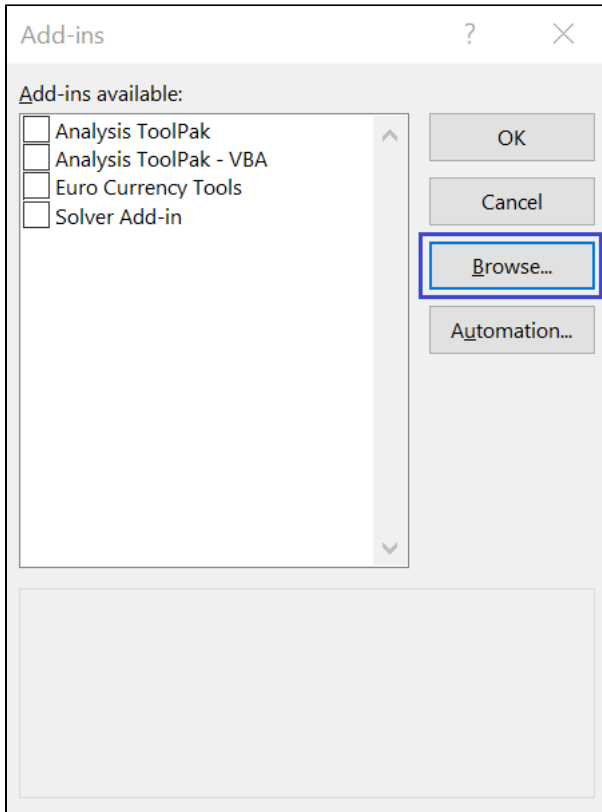 Add-ins ?
Add-ins available:
Analysis ToolPak
Analysis ToolPak - VBA
Euro Currency Tools
Solver Add-in
OK
Cancel
Browse...
Automation...